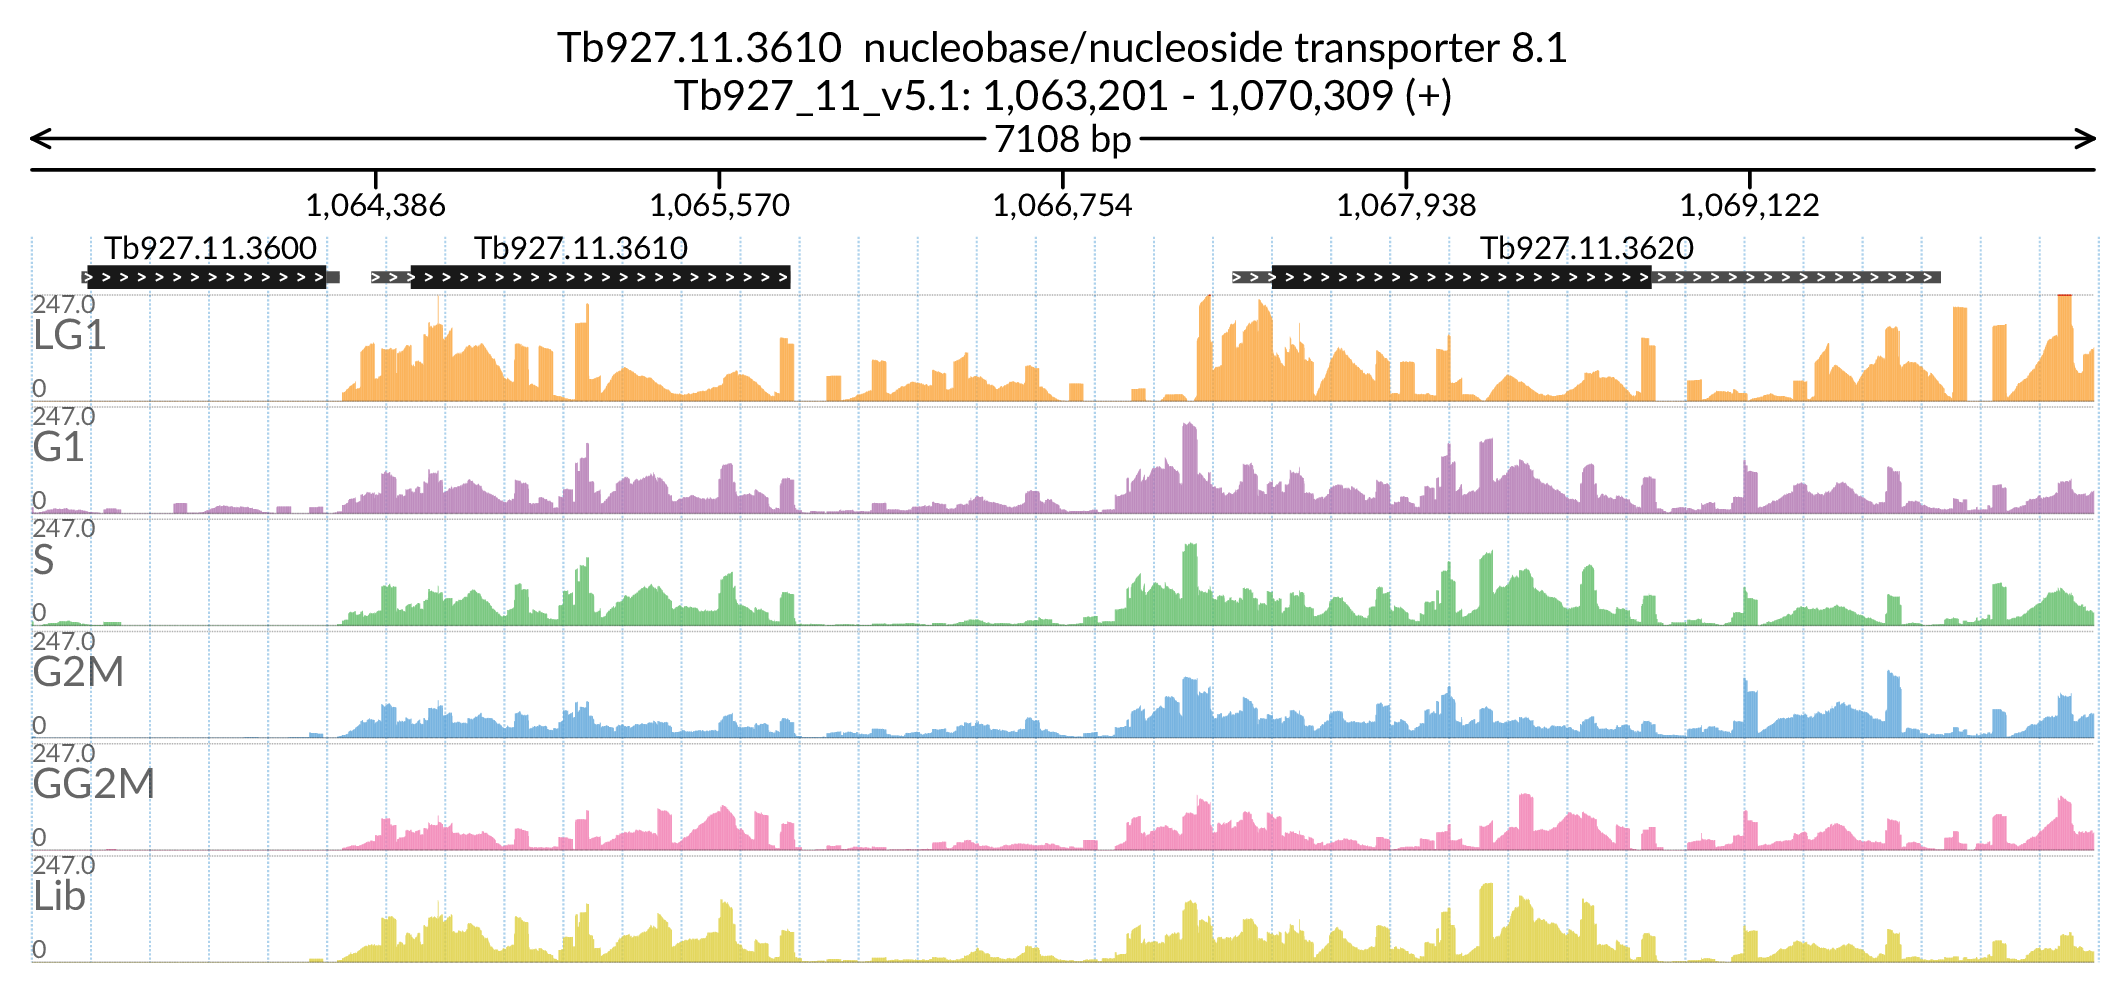 Tb927.11.3610  nucleobase/nucleoside transporter 8.1
Tb927_11_v5.1: 1,063,201 - 1,070,309 (+)
7108 bp
1,064,386 1,065,570 1,066,754 1,067,938 1,069,122
Tb927.11.3600 Tb927.11.3610 Tb927.11.3620
247.0
LG1
0
247.0
G1
0
247.0
S
0
247.0
G2M
0
247.0
GG2M
0
247.0
Lib
0